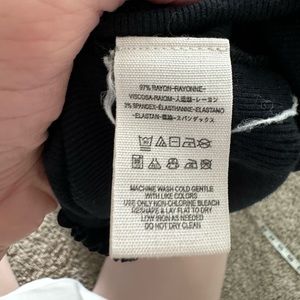 97% RAYON-RAYONNE-
VISCOSA-RAIOM-人造絲-レーヨン
3% SPANDEX-ÉLASTHANNE-ELASTANO
-ELASTAN-氨綸-スパンデックス
MACHINE WASH COLD GENTLE
WITH LIKE COLORS
USE ONLY NON-CHLORINE BLEACH
RESHAPE & LAY FLAT TO DRY
LOW IRON AS NEEDED
DO NOT DRY CLEAN